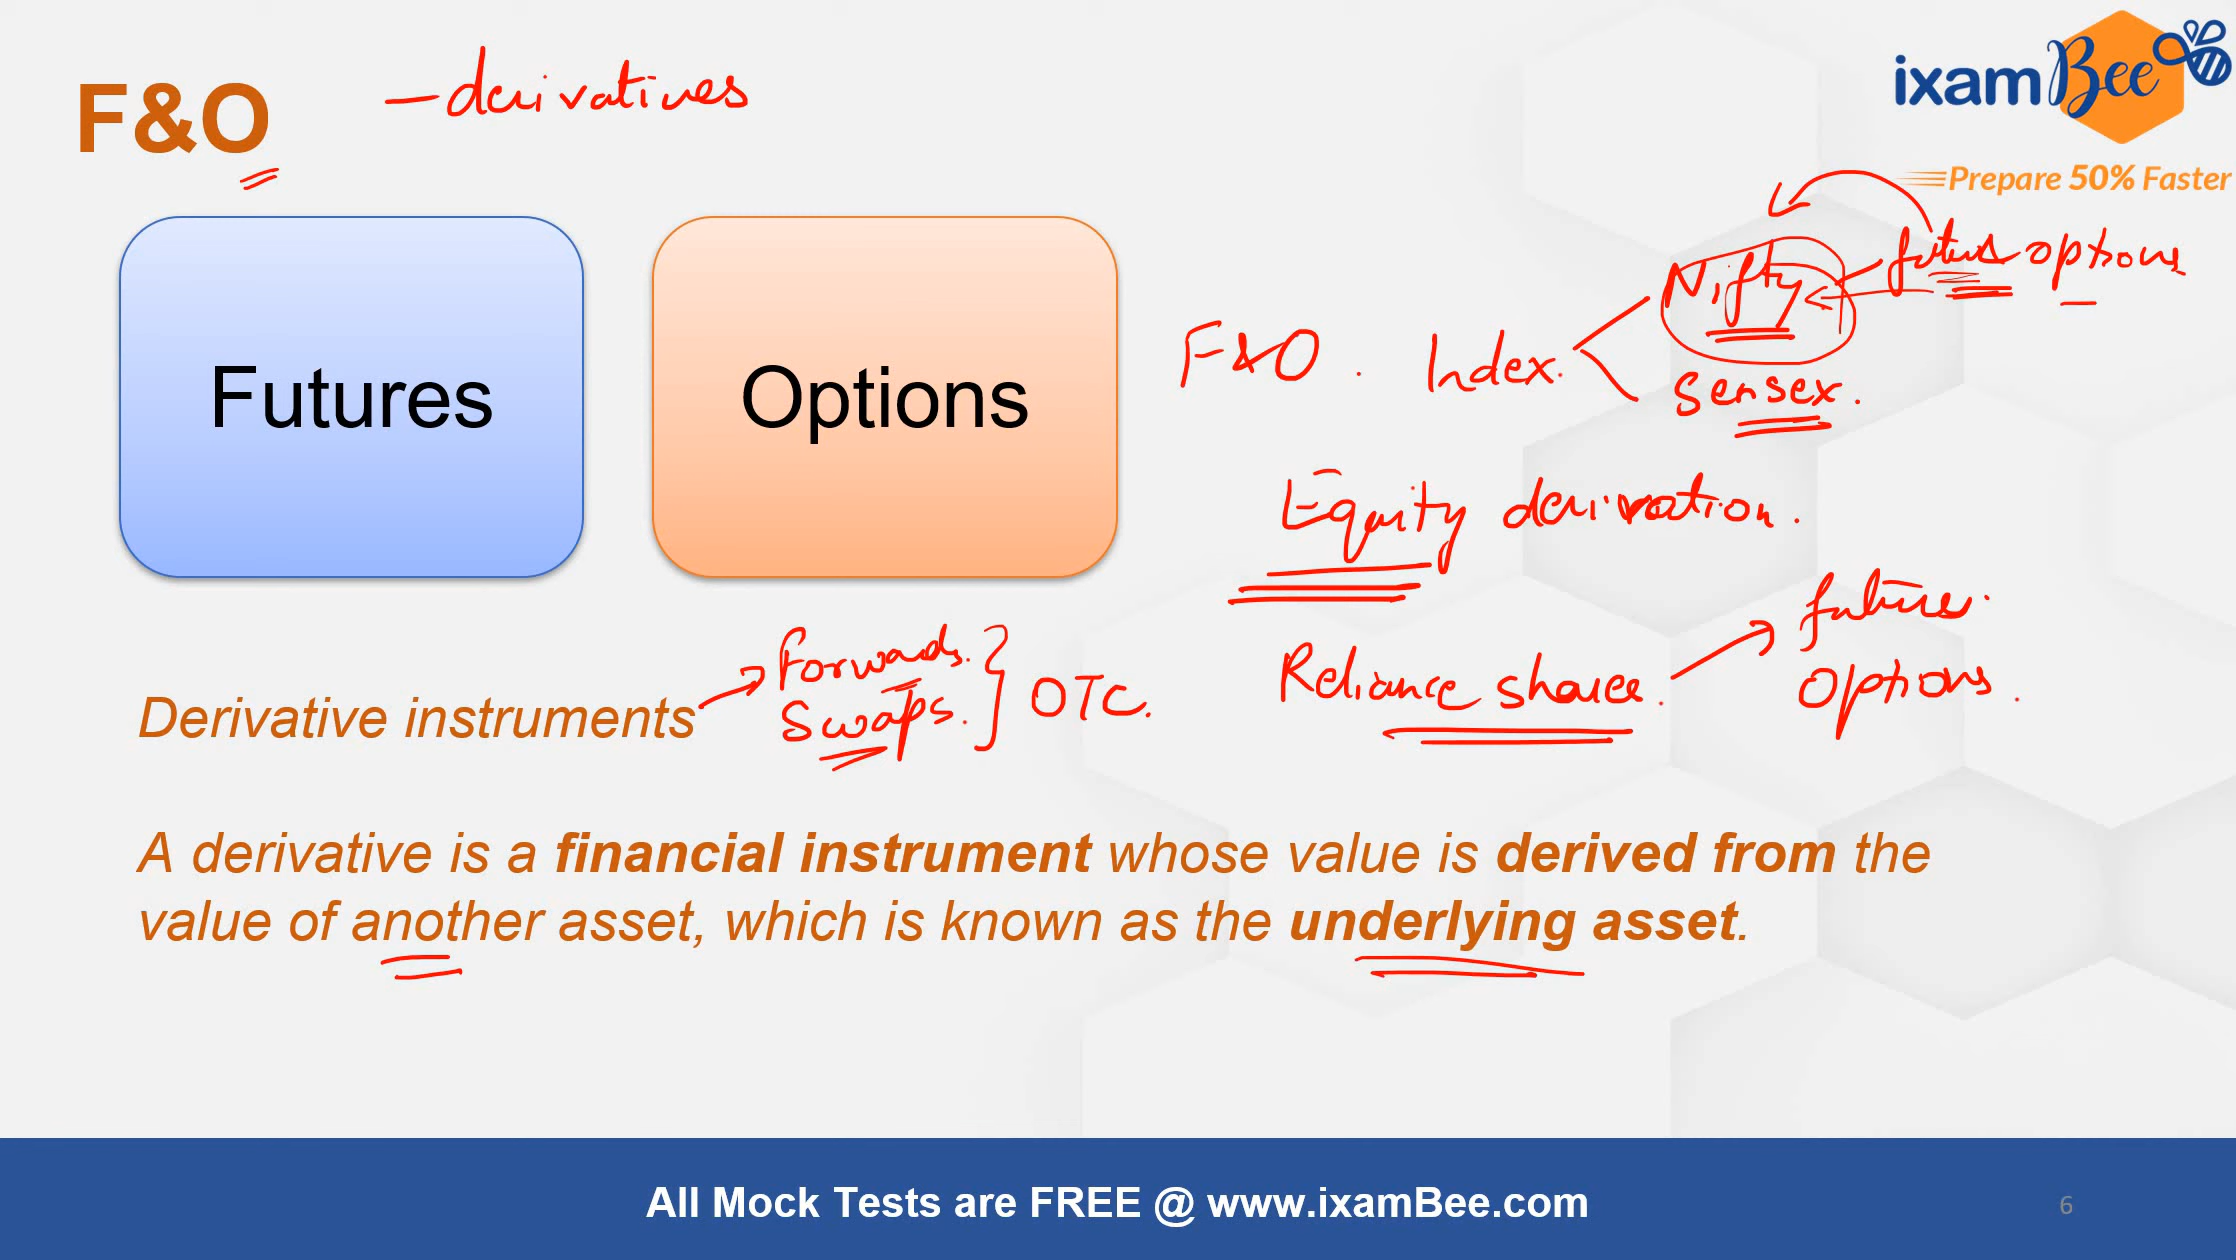 F&O
– derivatives
ixamBee
Prepare 50% Faster
Futures
Options
F&O . Index.
Nifty
future options
Sensex.
Equity derivation.
Reliance shares.
futures.
options.
Derivative instruments
Forwards.
Swaps.
OTC.
A derivative is a financial instrument whose value is derived from the
value of another asset, which is known as the underlying asset.
All Mock Tests are FREE @ www.ixamBee.com
6